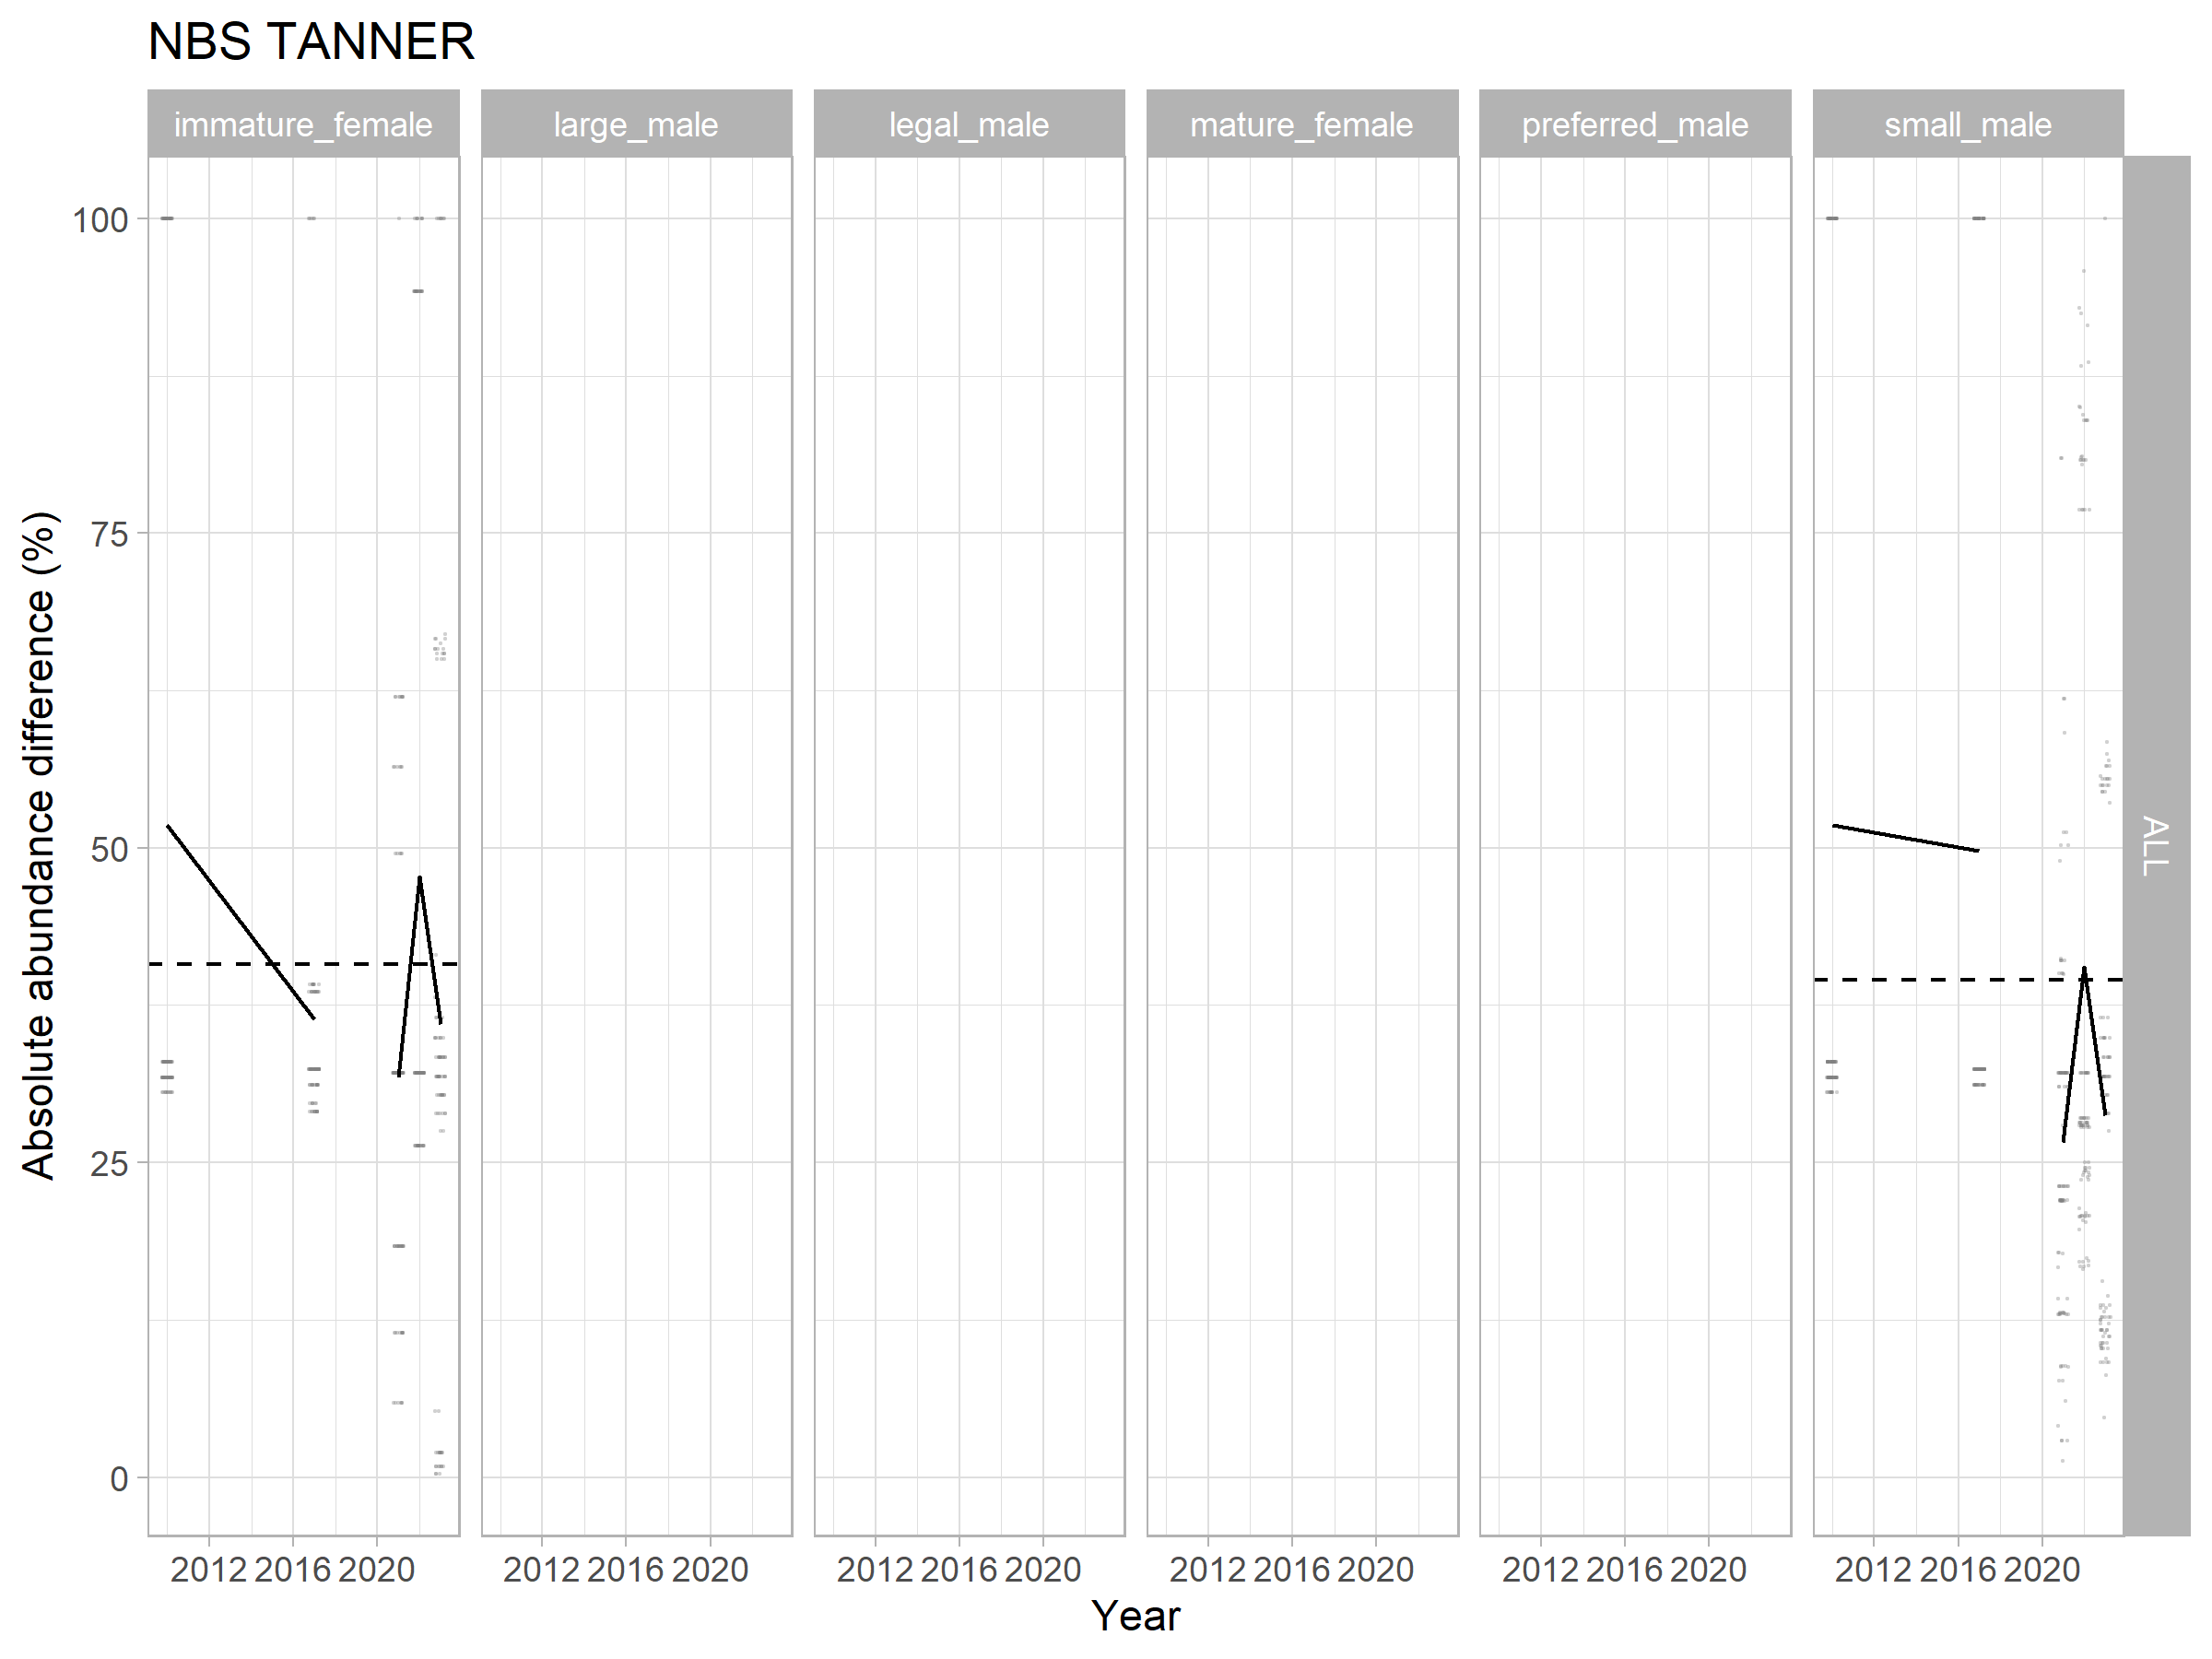 NBS TANNER
immature_female
large_male
legal_male
mature_female
preferred_male
small_male
100
75
50
25
0
Absolute abundance difference (%)
ALL
2012 2016 2020
2012 2016 2020
2012 2016 2020
2012 2016 2020
2012 2016 2020
2012 2016 2020
Year